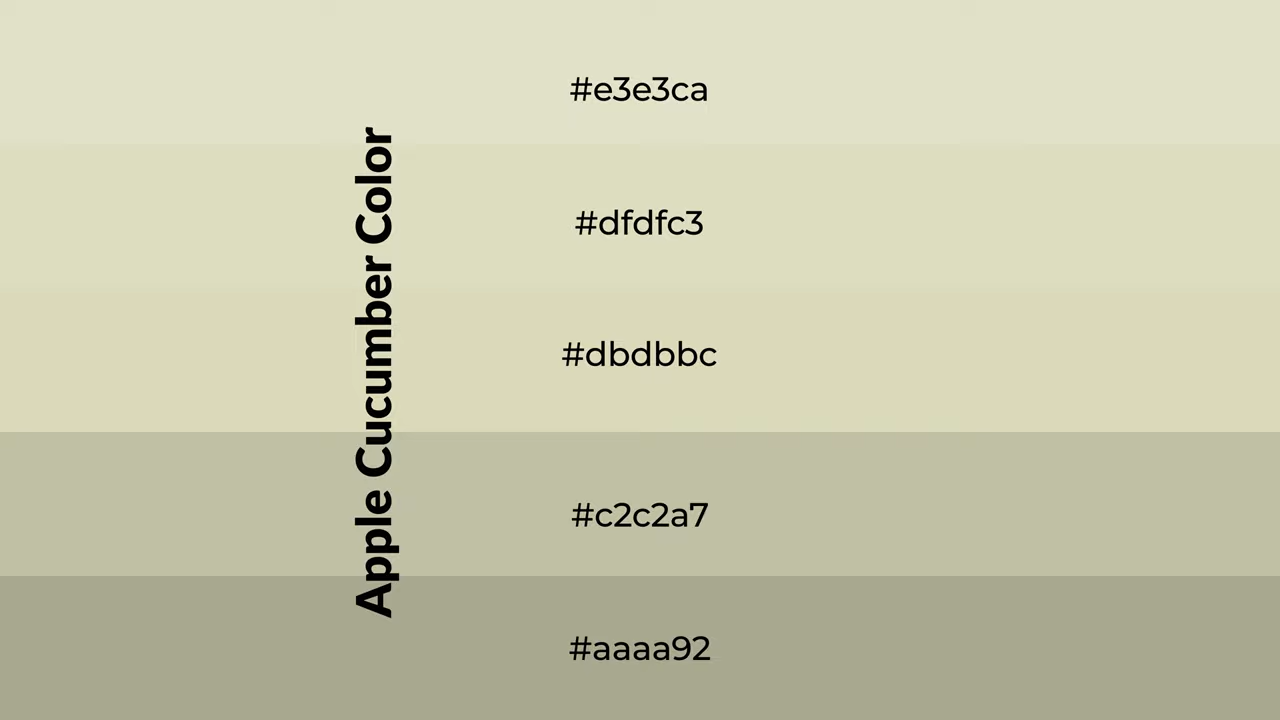 Apple Cucumber Color
#e3e3ca
#dfdfc3
#dbdbbc
#c2c2a7
#aaaa92